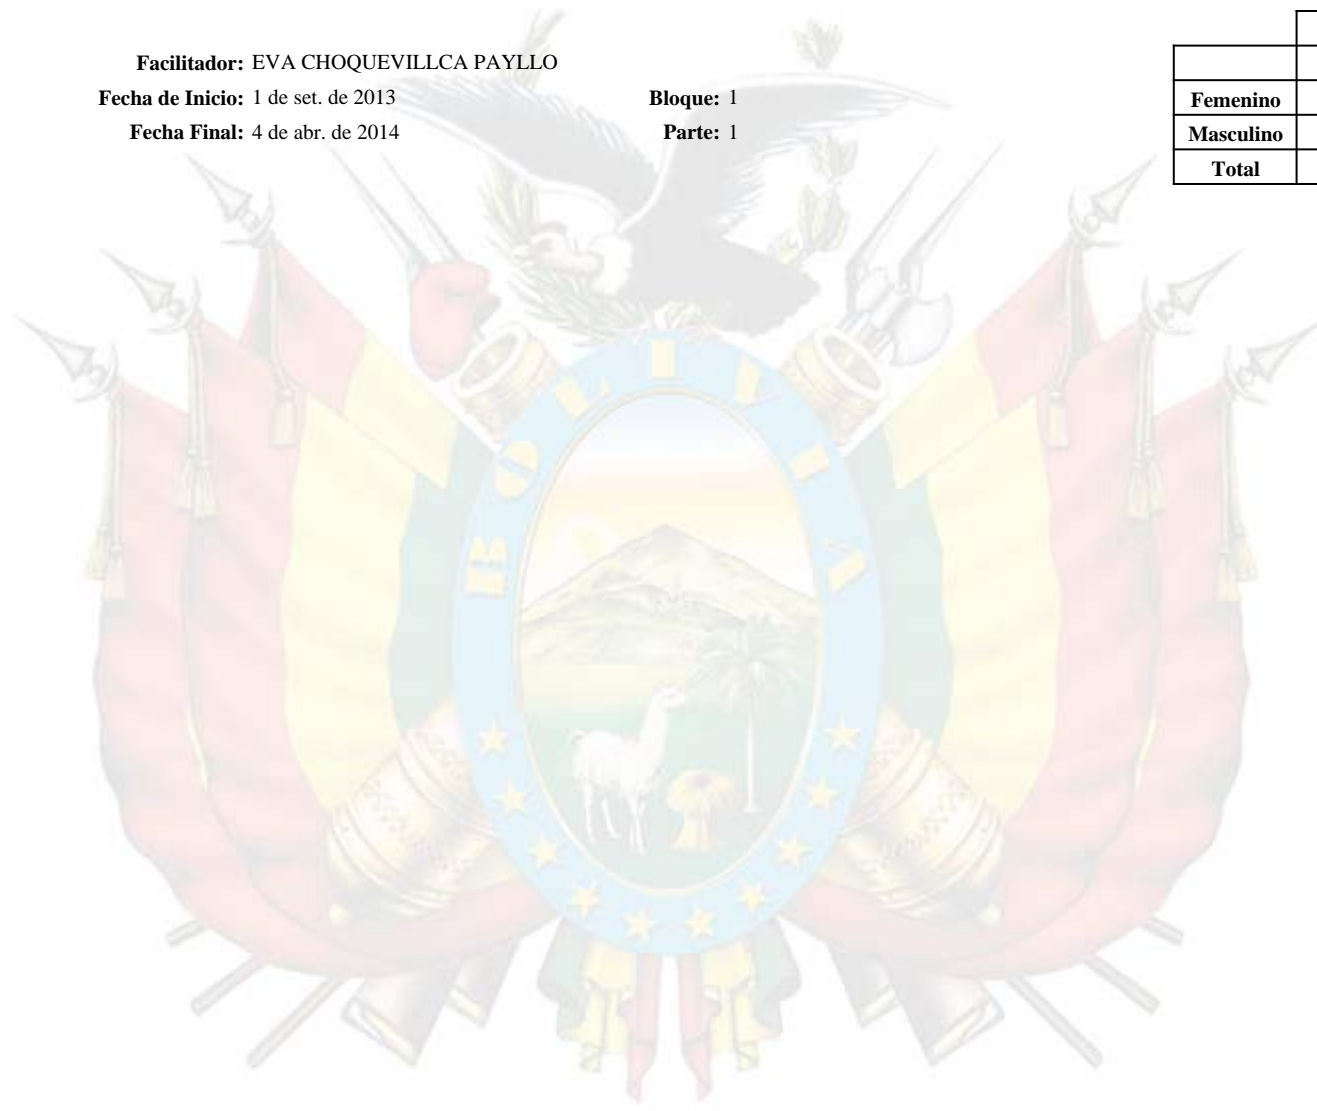 Facilitador: EVA CHOQUEVILLCA PAYLLO
Fecha de Inicio: 1 de set. de 2013 Bloque: 1
Fecha Final: 4 de abr. de 2014 Parte: 1
Femenino
Masculino
Total
BOLIVIA